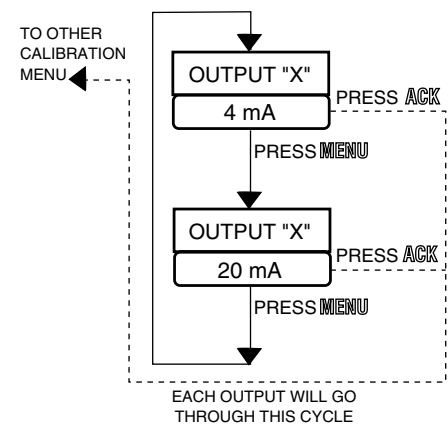 TO OTHER
CALIBRATION
MENU
OUTPUT "X"
4 mA
PRESS ACK
PRESS MENU
OUTPUT "X"
20 mA
PRESS ACK
PRESS MENU
EACH OUTPUT WILL GO
THROUGH THIS CYCLE